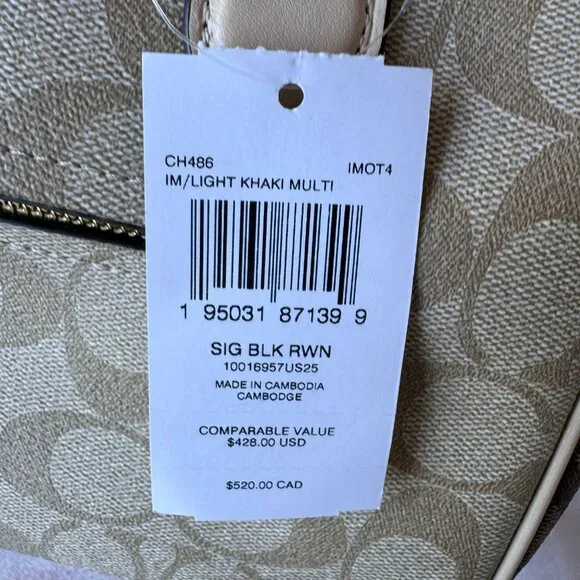 CH486 IMOT4
IM/LIGHT KHAKI MULTI
1 95031 87139 9
SIG BLK RWN
10016957US25
MADE IN CAMBODIA
CAMBODGE
COMPARABLE VALUE
$428.00 USD
$520.00 CAD